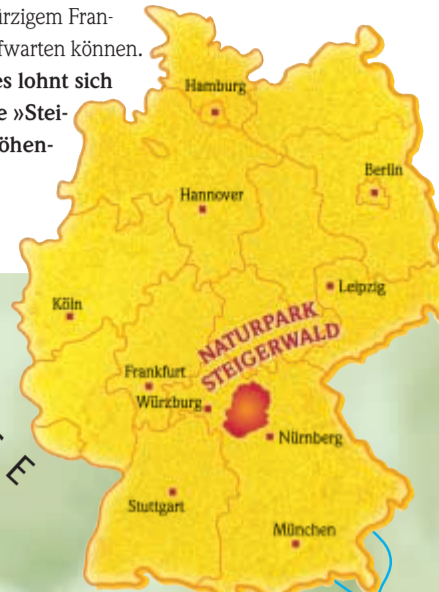 ürzigem Fran-
fwarten können.
es lohnt sich
e »Stei-
öhen-
Hamburg
Berlin
Hannover
Leipzig
Köln
NATURPARK
STEIGERWALD
Frankfurt
Würzburg
Nürnberg
Stuttgart
München
E